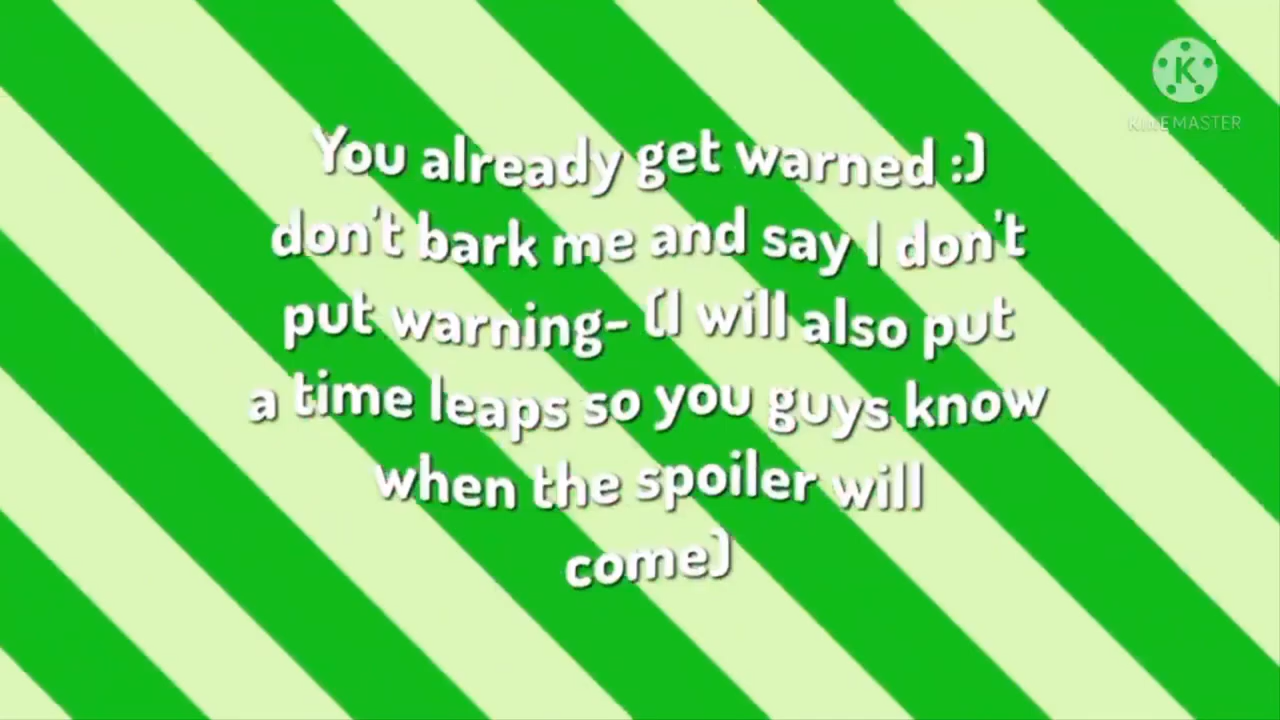 KINEMASTER
You already get warned :)
don't bark me and say I don't
put warning- (I will also put
a time leaps so you guys know
when the spoiler will
come)